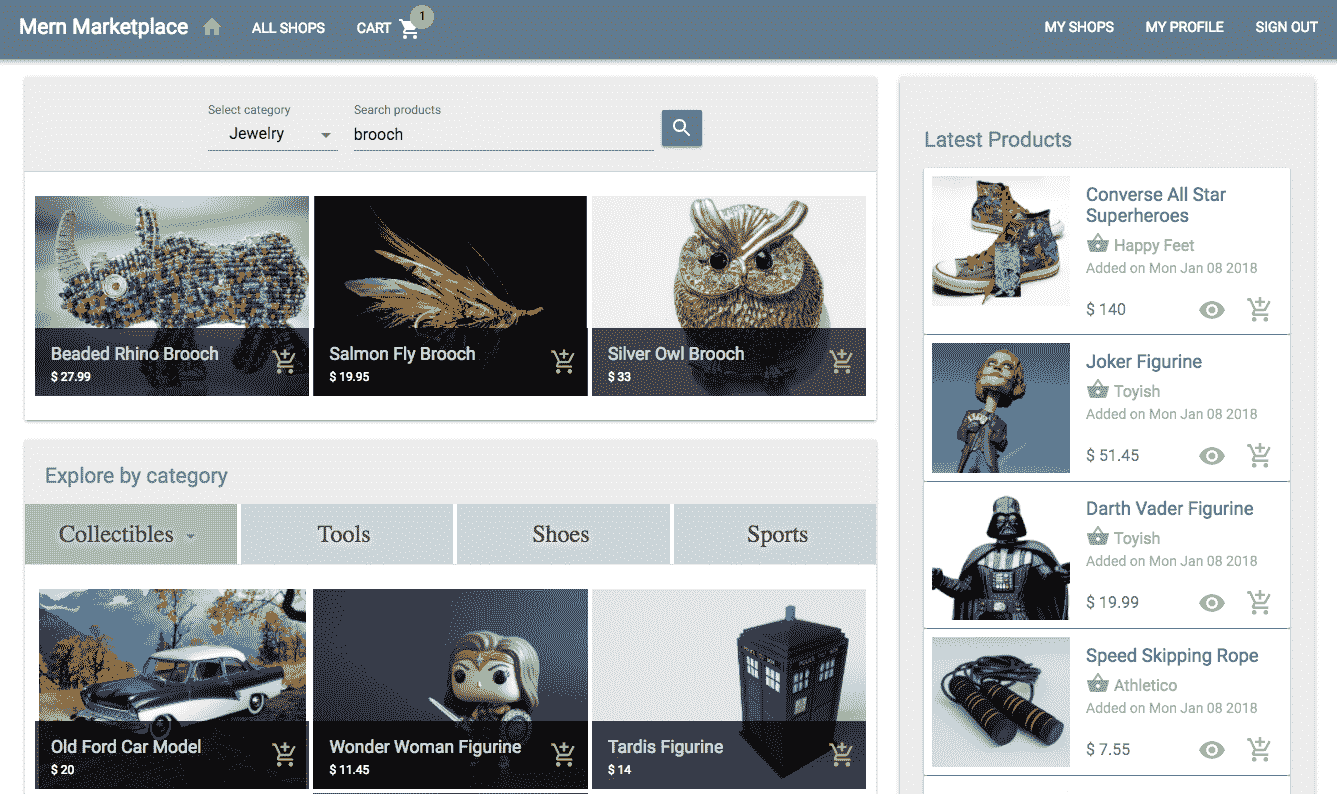 Mern Marketplace
ALL SHOPS
CART
1
MY SHOPS
MY PROFILE
SIGN OUT
Select category
Jewelry
Search products
brooch
Beaded Rhino Brooch
$ 27.99
Salmon Fly Brooch
$ 19.95
Silver Owl Brooch
$ 33
Explore by category
Collectibles
Tools
Shoes
Sports
Old Ford Car Model
$ 20
Wonder Woman Figurine
$ 11.45
Tardis Figurine
$ 14
Latest Products
Converse All Star
Superheroes
Happy Feet
Added on Mon Jan 08 2018
$ 140
Joker Figurine
Toyish
Added on Mon Jan 08 2018
$ 51.45
Darth Vader Figurine
Toyish
Added on Mon Jan 08 2018
$ 19.99
Speed Skipping Rope
Athletico
Added on Mon Jan 08 2018
$ 7.55